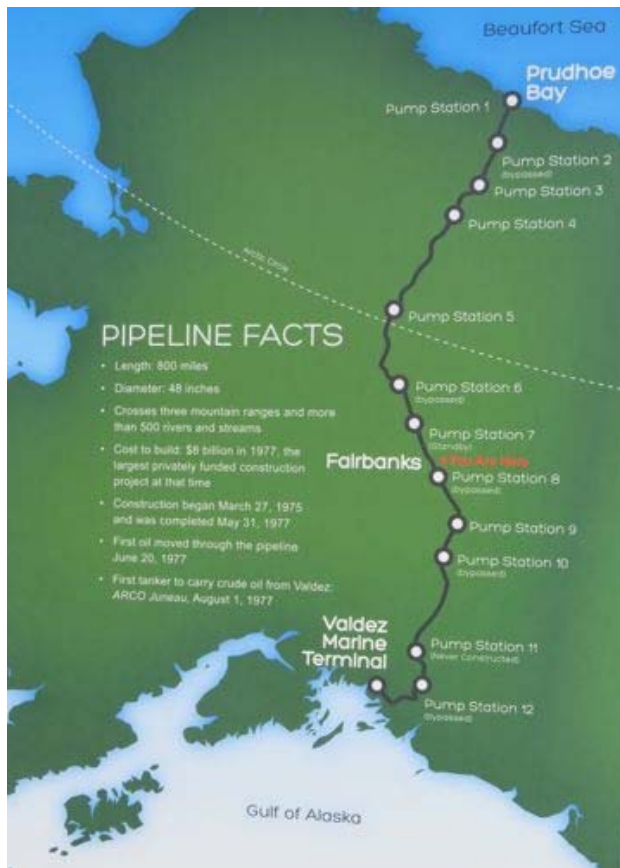 Beaufort Sea
Prudhoe
Bay
Pump Station 1
Pump Station 2
(bypassed)
Pump Station 3
Pump Station 4
Arctic Circle
Pump Station 5
PIPELINE FACTS
• Length: 800 miles
• Diameter: 48 inches
• Crosses three mountain ranges and more
than 500 rivers and streams
• Cost to build: $8 billion in 1977, the
largest privately funded construction
project at that time
• Construction began March 27, 1975
and was completed May 31, 1977
• First oil moved through the pipeline
June 20, 1977
• First tanker to carry crude oil from Valdez:
ARCO Juneau, August 1, 1977
Pump Station 6
(bypassed)
Pump Station 7
(Standby)
Fairbanks
You Are Here
Pump Station 8
(bypassed)
Pump Station 9
Pump Station 10
(bypassed)
Valdez
Marine
Terminal
Pump Station 11
(Never Constructed)
Pump Station 12
(bypassed)
Gulf of Alaska